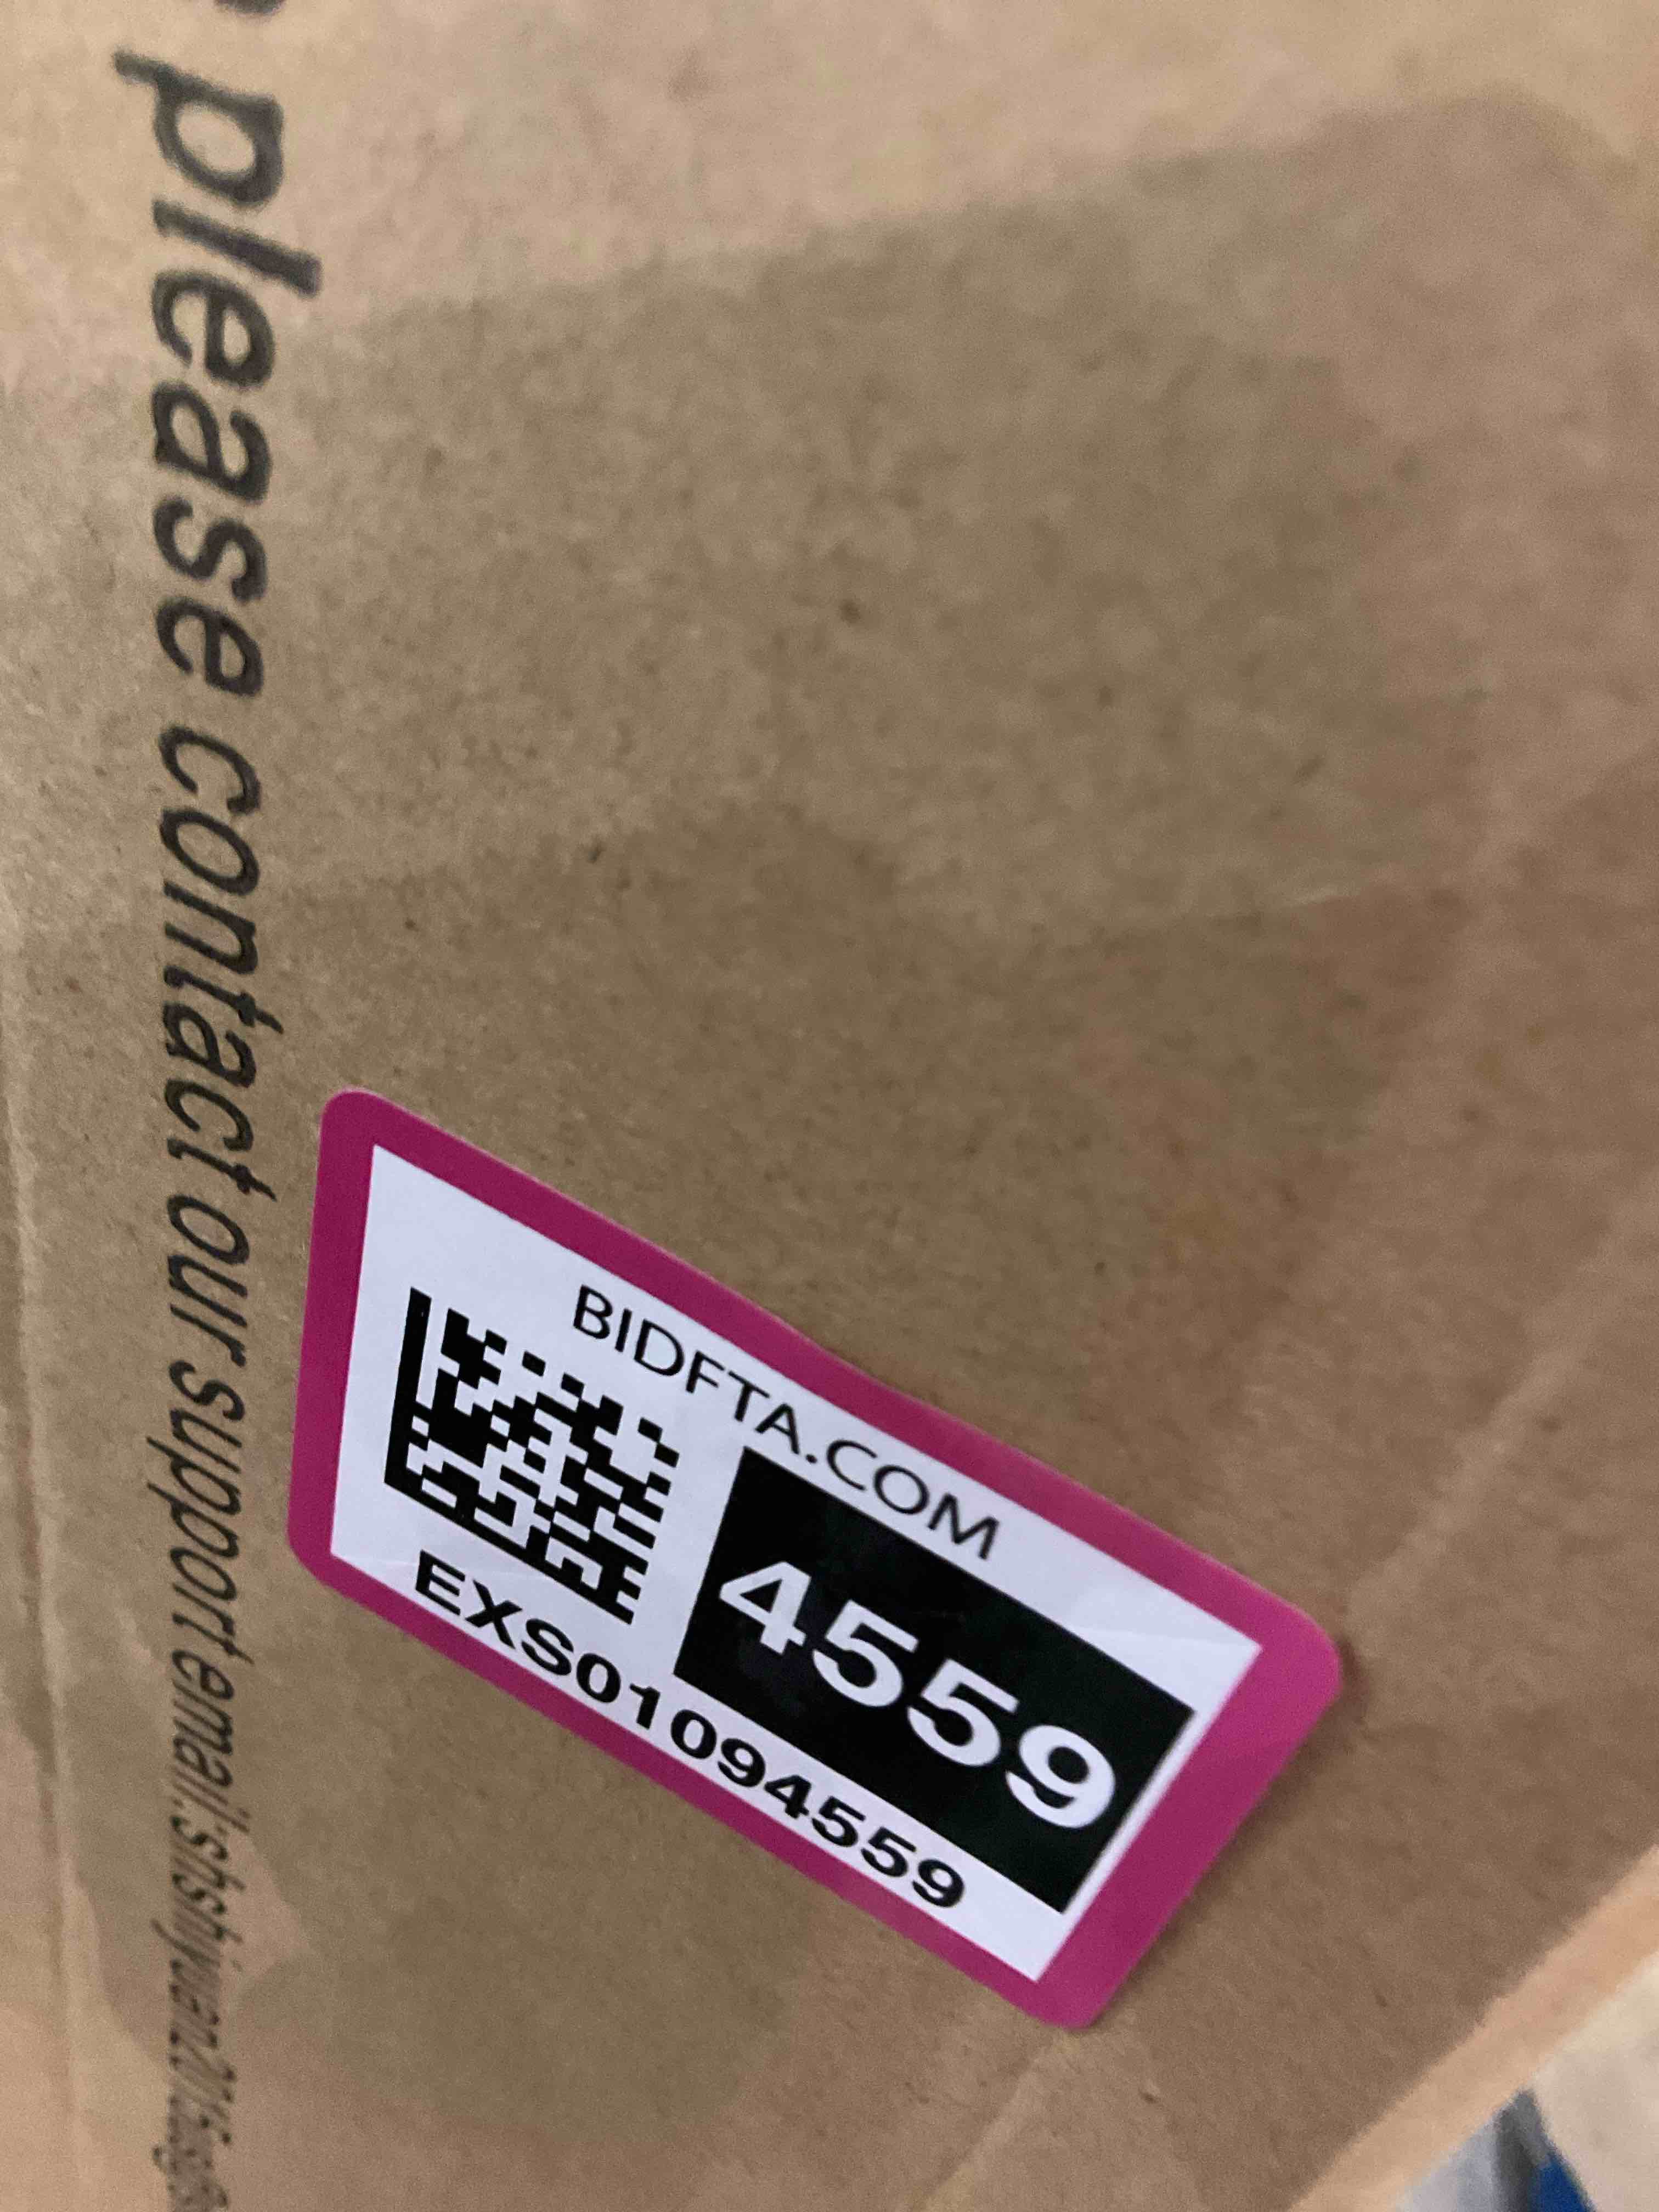 please contact our support email:
BIDFTA.COM
4559
EXS01094559